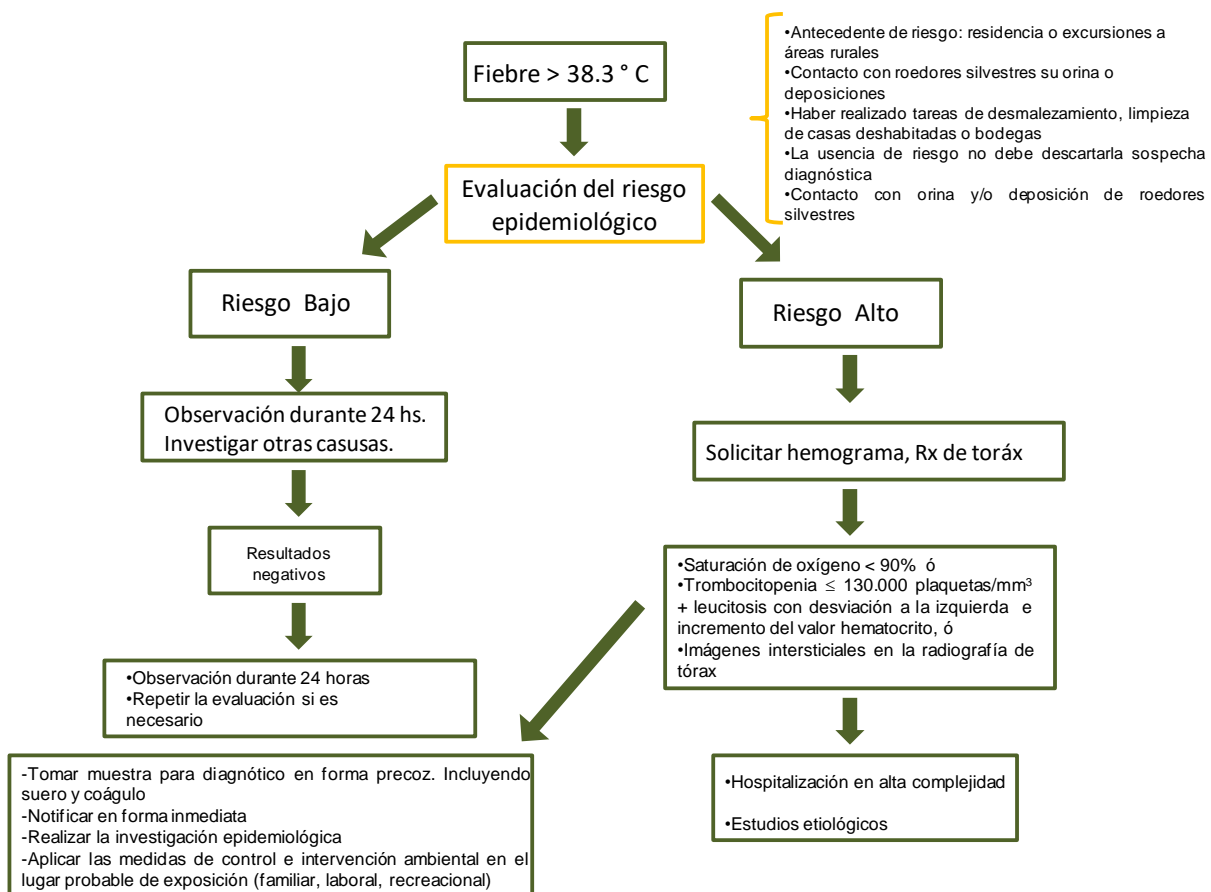 Fiebre > 38.3 ° C
•Antecedente de riesgo: residencia o excursiones a
áreas rurales
•Contacto con roedores silvestres su orina o
deposiciones
•Haber realizado tareas de desmalezamiento, limpieza
de casas deshabitadas o bodegas
•La usencia de riesgo no debe descartarla sospecha
diagnóstica
•Contacto con orina y/o deposición de roedores
silvestres
Evaluación del riesgo
epidemiológico
Riesgo Bajo
Riesgo Alto
Observación durante 24 hs.
Investigar otras casusas.
Solicitar hemograma, Rx de toráx
Resultados
negativos
•Saturación de oxígeno < 90% ó
•Trombocitopenia ≤ 130.000 plaquetas/mm³
+ leucitosis con desviación a la izquierda e
incremento del valor hematocrito, ó
•Imágenes intersticiales en la radiografía de
tórax
•Observación durante 24 horas
•Repetir la evaluación si es
necesario
-Tomar muestra para diagnótico en forma precoz. Incluyendo
suero y coágulo
-Notificar en forma inmediata
-Realizar la investigación epidemiológica
-Aplicar las medidas de control e intervención ambiental en el
lugar probable de exposición (familiar, laboral, recreacional)
•Hospitalización en alta complejidad
•Estudios etiológicos